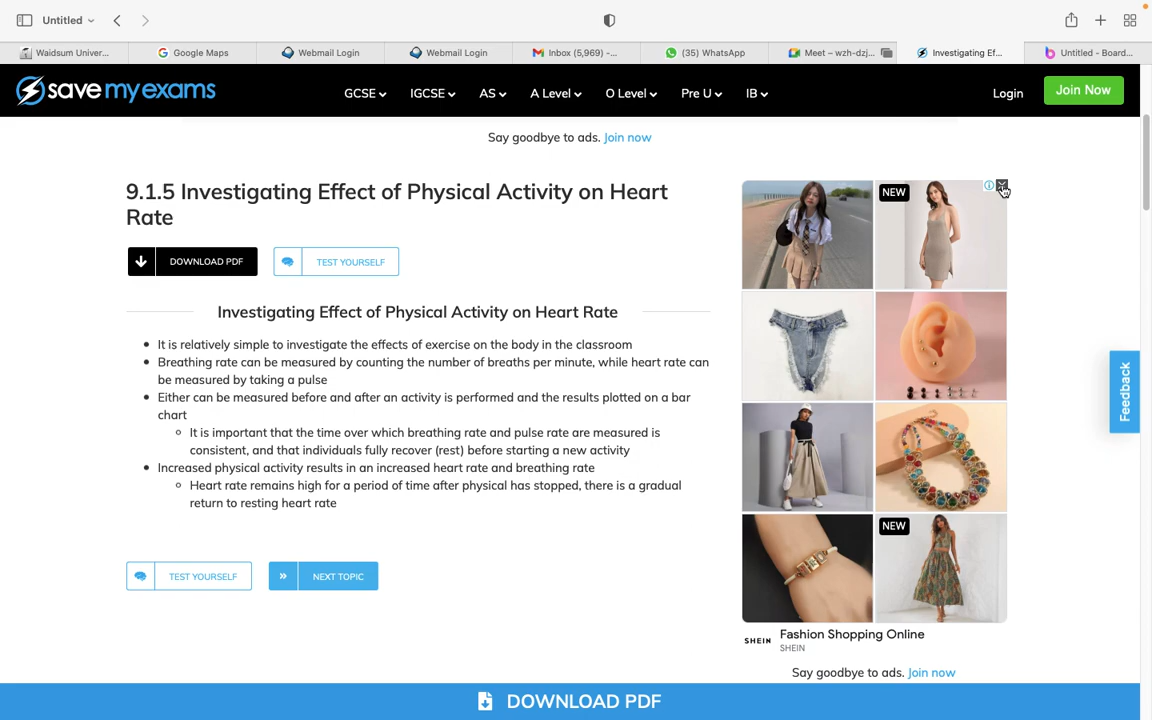 Untitled
Waidsum Univer...
Google Maps
Webmail Login
Webmail Login
Inbox (5,969) -...
(35) WhatsApp
Meet – wzh-dzj...
Investigating Ef...
Untitled - Board...
save my exams
GCSE
IGCSE
AS
A Level
O Level
Pre U
IB
Login
Join Now
Say goodbye to ads. Join now
9.1.5 Investigating Effect of Physical Activity on Heart
Rate
DOWNLOAD PDF
TEST YOURSELF
Investigating Effect of Physical Activity on Heart Rate
• It is relatively simple to investigate the effects of exercise on the body in the classroom
• Breathing rate can be measured by counting the number of breaths per minute, while heart rate can
be measured by taking a pulse
• Either can be measured before and after an activity is performed and the results plotted on a bar
chart
◦ It is important that the time over which breathing rate and pulse rate are measured is
consistent, and that individuals fully recover (rest) before starting a new activity
• Increased physical activity results in an increased heart rate and breathing rate
◦ Heart rate remains high for a period of time after physical has stopped, there is a gradual
return to resting heart rate
TEST YOURSELF
NEXT TOPIC
NEW
NEW
SHEIN
Fashion Shopping Online
SHEIN
Say goodbye to ads. Join now
Feedback
DOWNLOAD PDF